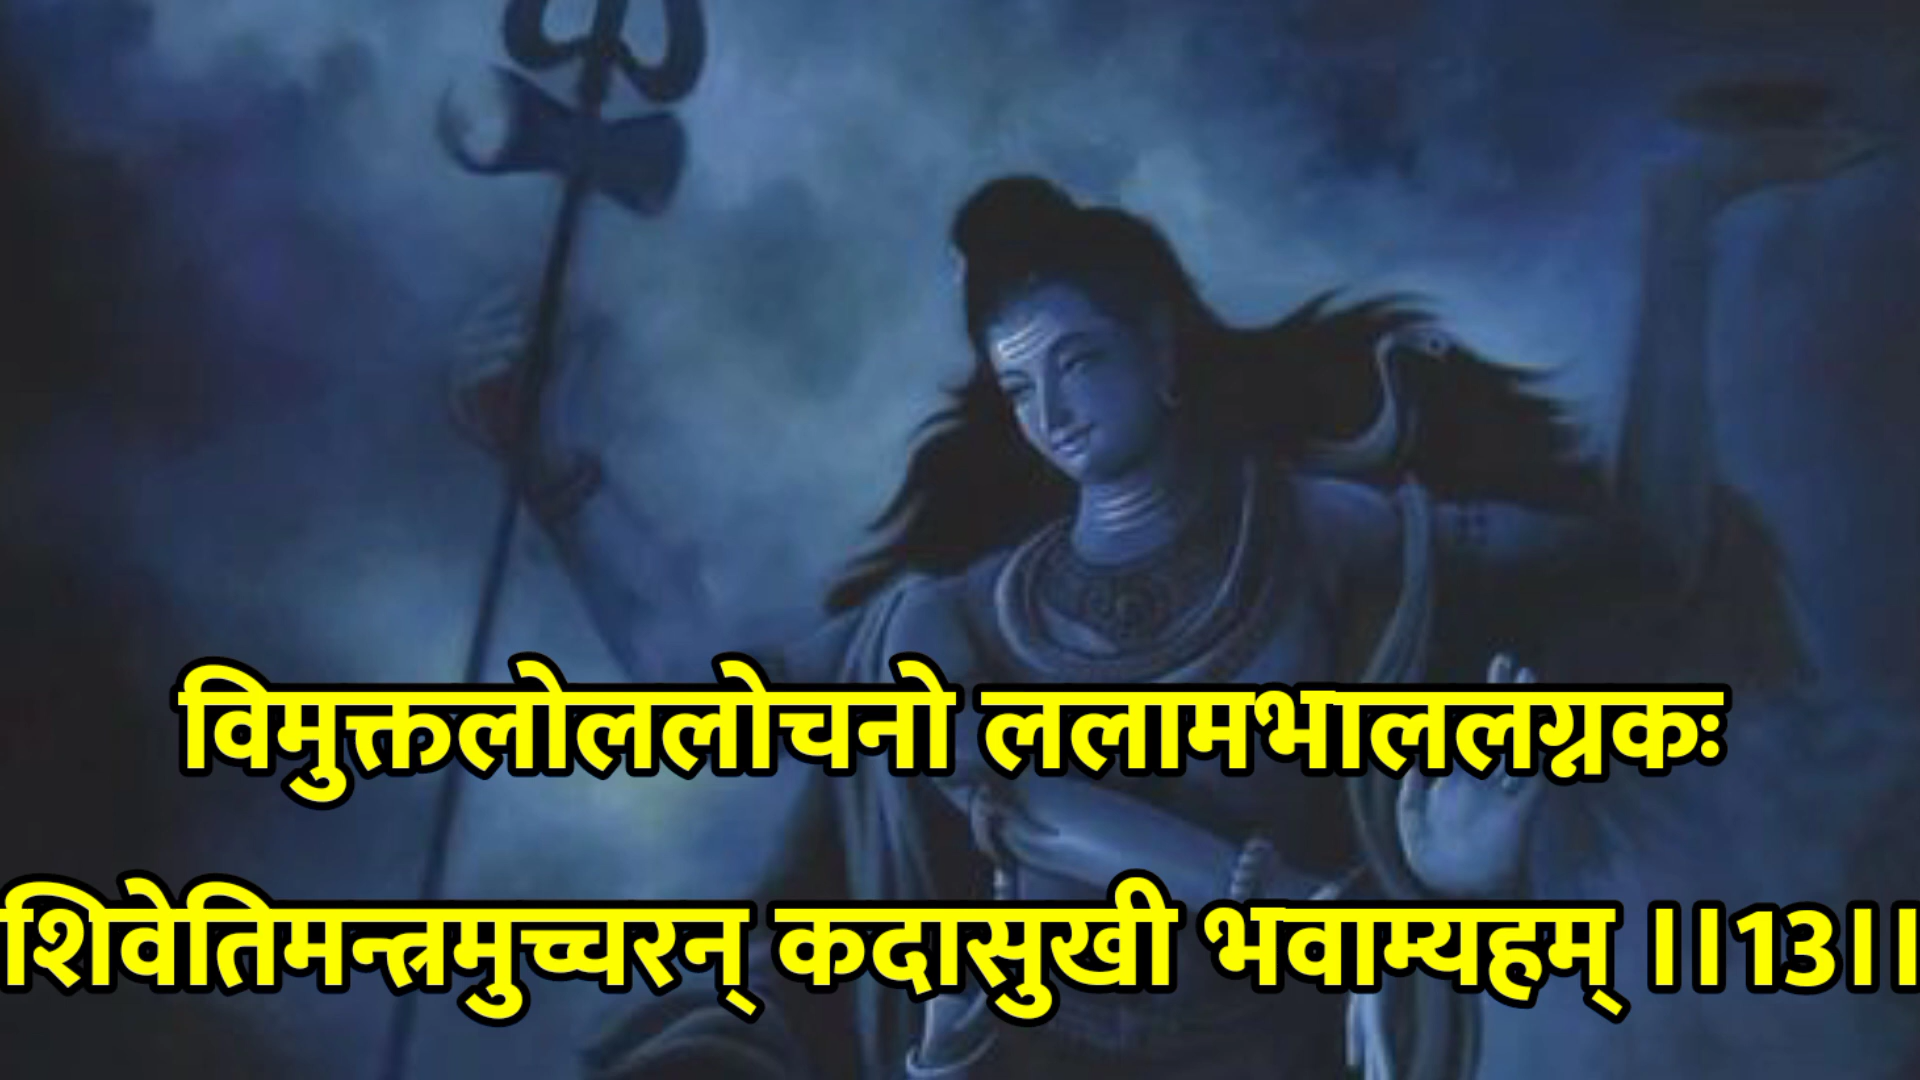 विमुक्तलोललोचनो ललामभाललग्नकः
शिवेतिमन्त्रमुच्चरन् कदासुखी भवाम्यहम् ।।13।।